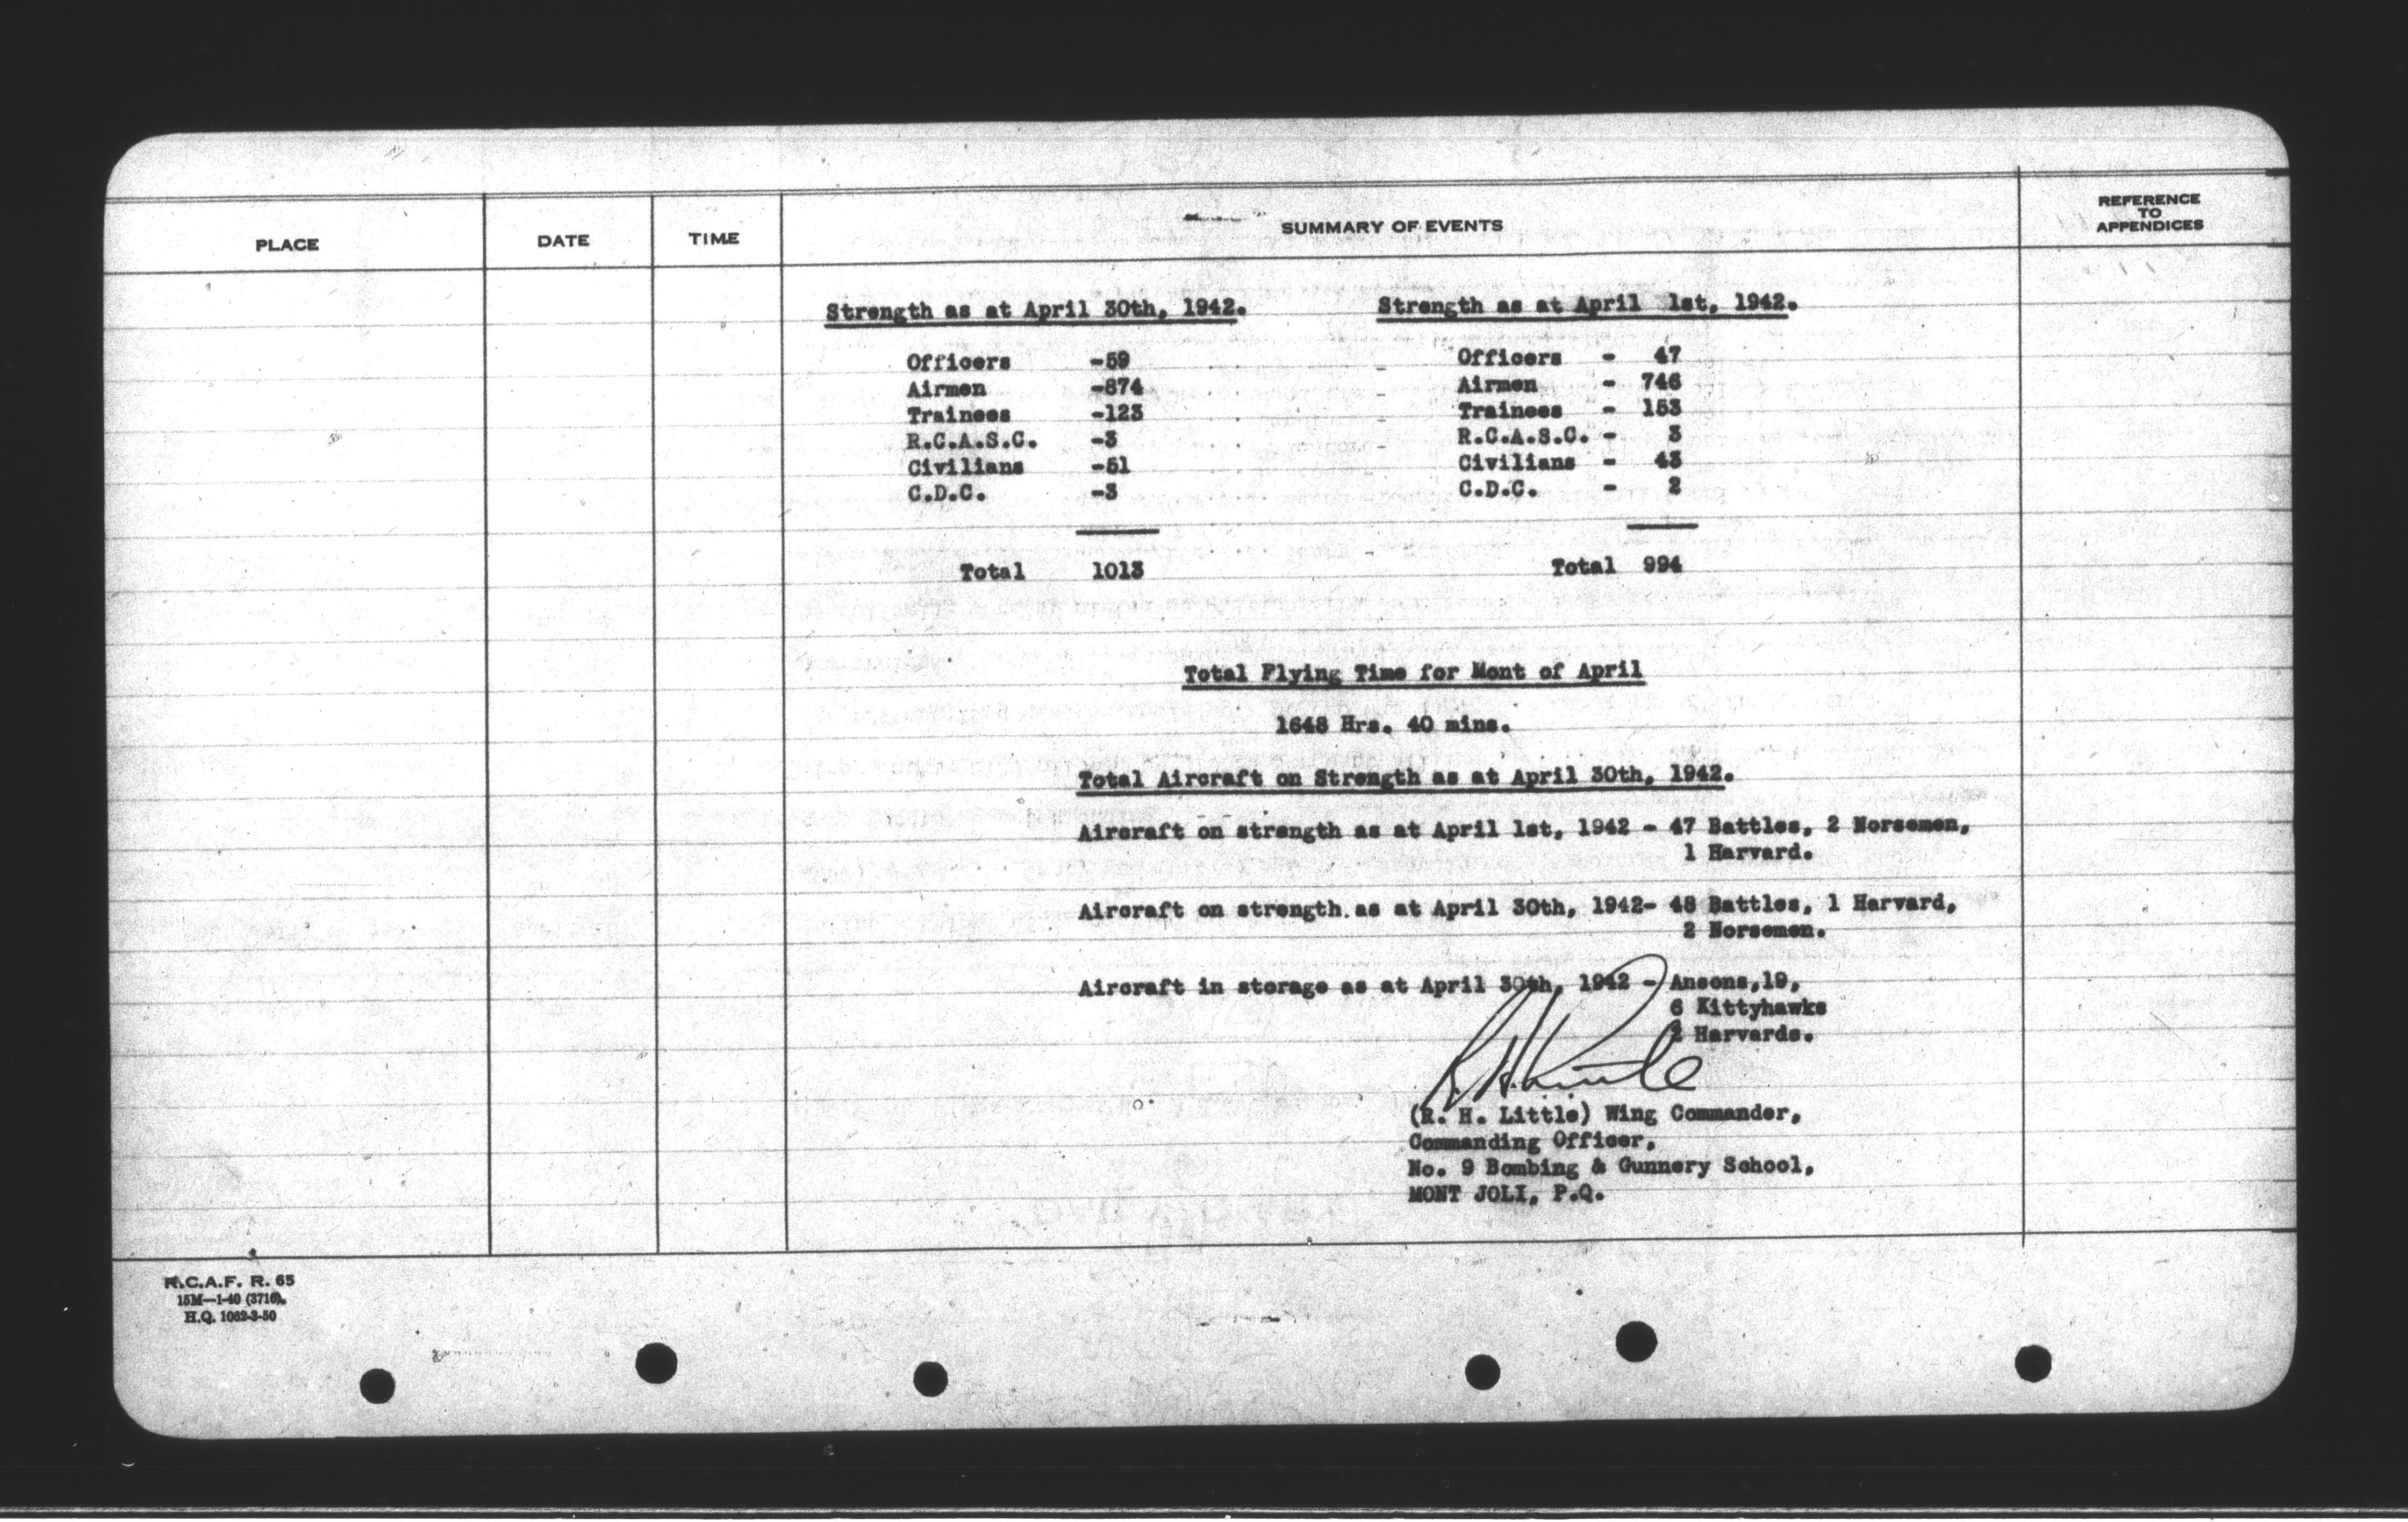 PLACE DATE TIME SUMMARY OF EVENTS REFERENCE TO APPENDICES
Strength as at April 30th, 1942. Strength as at April 1st, 1942.
Officers -59 Officers - 47
Airmen -874 Airmen - 746
Trainees -123 Trainees - 153
R.C.A.S.C. -3 R.C.A.S.C. - 3
Civilians -51 Civilians - 43
C.D.C. -3 C.D.C. - 2
Total 1013 Total 994
Total Flying Time for Mont of April
1648 Hrs. 40 mins.
Total Aircraft on Strength as at April 30th, 1942.
Aircraft on strength as at April 1st, 1942 - 47 Battles, 2 Norsemen,
1 Harvard.
Aircraft on strength as at April 30th, 1942- 48 Battles, 1 Harvard,
2 Norsemen.
Aircraft in storage as at April 30th, 1942 - Ansons,19,
6 Kittyhawks
Harvards.
(R. H. Little) Wing Commander,
Commanding Officer,
No. 9 Bombing & Gunnery School,
MONT JOLI, P.Q.
R.C.A.F. R. 65
15M—1-40 (3716)
H.Q. 1062-3-50